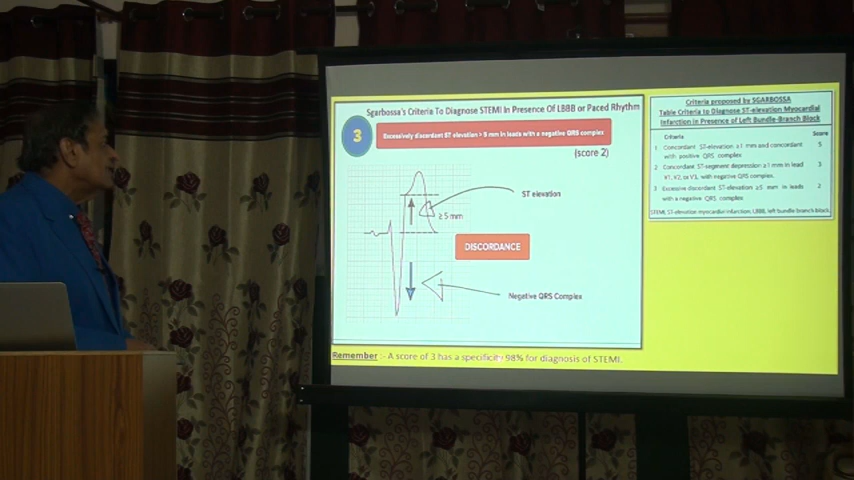 Sgarbossa's Criteria To Diagnose STEMI In Presence Of LBBB or Paced Rhythm
3
Excessively discordant ST elevation > 5 mm in leads with a negative QRS complex
(score 2)
ST elevation
≥ 5 mm
DISCORDANCE
Negative QRS Complex
Remember :- A score of 3 has a specificity 98% for diagnosis of STEMI.
Criteria proposed by SGARBOSSA
Table Criteria to Diagnose ST-elevation Myocardial
Infarction in Presence of Left Bundle-Branch Block
Criteria Score
1 Concordant ST-elevation ≥1 mm and concordant 5
with positive QRS complex
2 Concordant ST-segment depression ≥1 mm in lead 3
V1, V2, or V3, with negative QRS complex.
3 Excessive discordant ST-elevation ≥5 mm in leads 2
with a negative QRS complex
STEMI, ST-elevation myocardial infarction; LBBB, left bundle branch block.